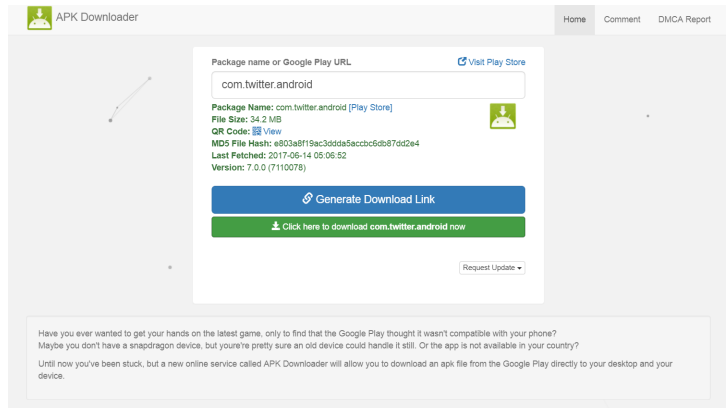 APK Downloader
Home
Comment
DMCA Report
Package name or Google Play URL
Visit Play Store
com.twitter.android
Package Name: com.twitter.android [Play Store]
File Size: 34.2 MB
QR Code: View
MD5 File Hash: e803a8f19ac3ddda5accbc6db87dd2e4
Last Fetched: 2017-06-14 05:06:52
Version: 7.0.0 (7110078)
Generate Download Link
Click here to download com.twitter.android now
Request Update
Have you ever wanted to get your hands on the latest game, only to find that the Google Play thought it wasn't compatible with your phone?
Maybe you don't have a snapdragon device, but youre're pretty sure an old device could handle it still. Or the app is not available in your country?
Until now you've been stuck, but a new online service called APK Downloader will allow you to download an apk file from the Google Play directly to your desktop and your
device.